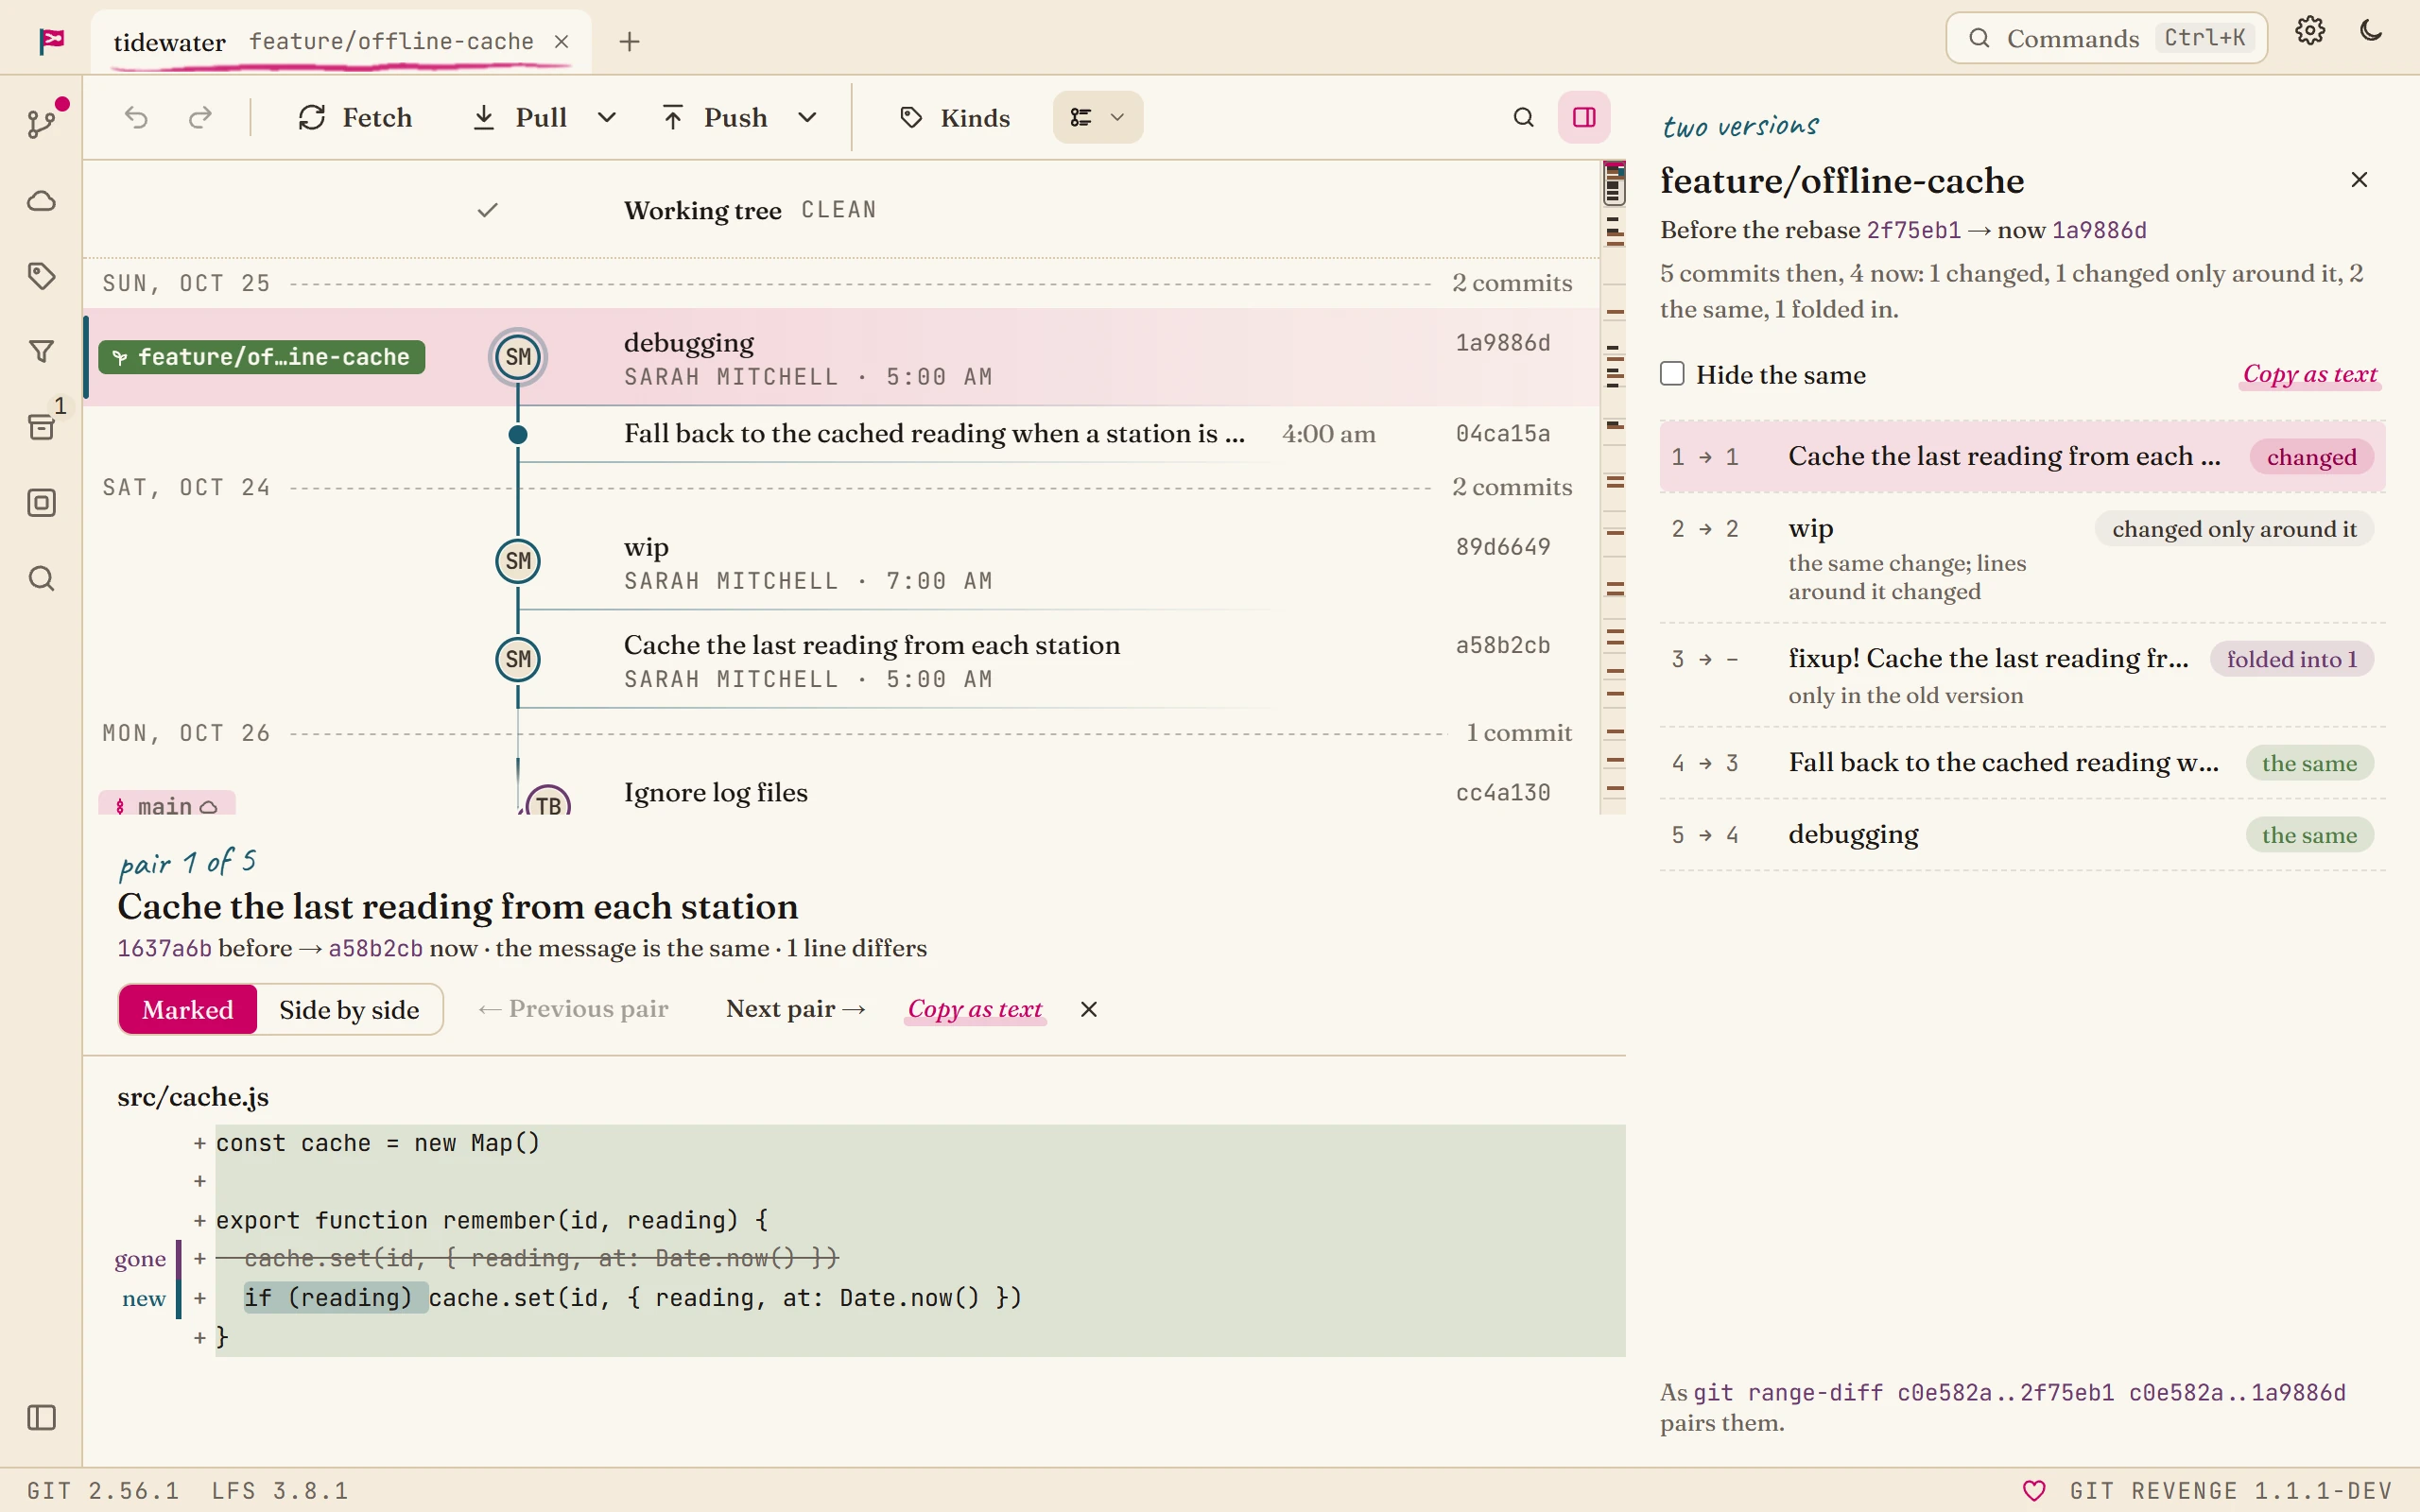 tidewater feature/offline-cache
Commands Ctrl+K
Fetch Pull Push Kinds
Working tree CLEAN
SUN, OCT 25 2 commits
feature/of…ine-cache SM debugging 1a9886d
SARAH MITCHELL · 5:00 AM
Fall back to the cached reading when a station is … 4:00 am 04ca15a
SAT, OCT 24 2 commits
1
SM wip 89d6649
SARAH MITCHELL · 7:00 AM
SM Cache the last reading from each station a58b2cb
SARAH MITCHELL · 5:00 AM
MON, OCT 26 1 commit
main TB Ignore log files cc4a130
pair 1 of 5
Cache the last reading from each station
1637a6b before → a58b2cb now · the message is the same · 1 line differs
Marked Side by side ← Previous pair Next pair → Copy as text
src/cache.js
+ const cache = new Map()
+
+ export function remember(id, reading) {
gone + cache.set(id, { reading, at: Date.now() })
new + if (reading) cache.set(id, { reading, at: Date.now() })
+ }
two versions
feature/offline-cache
Before the rebase 2f75eb1 → now 1a9886d
5 commits then, 4 now: 1 changed, 1 changed only around it, 2
the same, 1 folded in.
Hide the same Copy as text
1 → 1 Cache the last reading from each … changed
2 → 2 wip changed only around it
the same change; lines
around it changed
3 → – fixup! Cache the last reading fr… folded into 1
only in the old version
4 → 3 Fall back to the cached reading w… the same
5 → 4 debugging the same
As git range-diff c0e582a..2f75eb1 c0e582a..1a9886d
pairs them.
GIT 2.56.1 LFS 3.8.1
GIT REVENGE 1.1.1-DEV